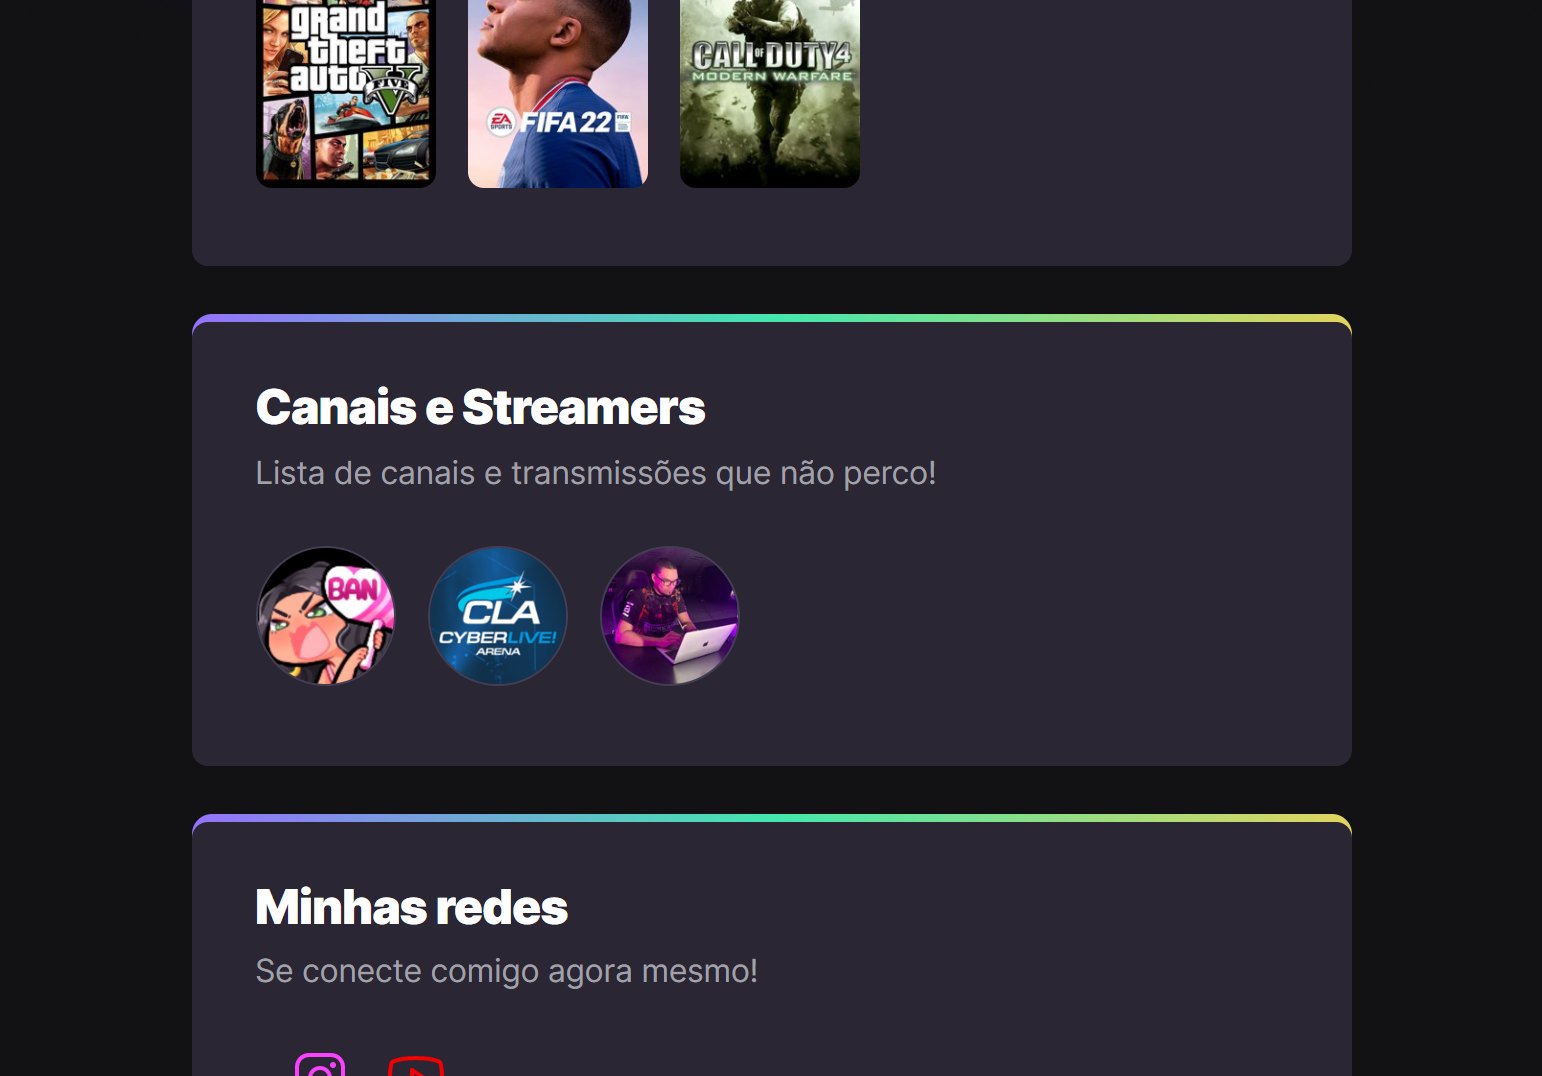 grand
theft
auto
FIVE
EA
SPORTS
FIFA 22
FIFA
CALL OF DUTY 4
MODERN WARFARE
Canais e Streamers
Lista de canais e transmissões que não perco!
BAN
CLA
CYBERLIVE!
ARENA
Minhas redes
Se conecte comigo agora mesmo!